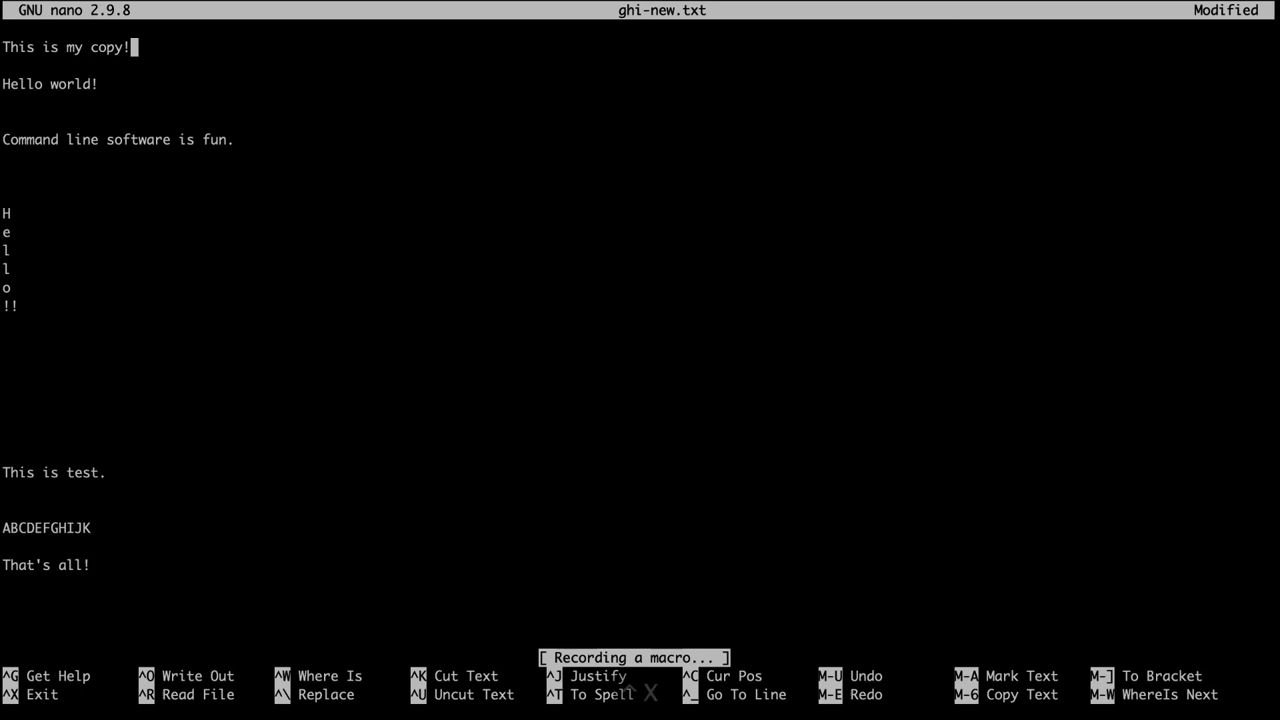 GNU nano 2.9.8 ghi-new.txt Modified
This is my copy!
Hello world!
Command line software is fun.
H
e
l
l
o
!!
This is test.
ABCDEFGHIJK
That's all!
[ Recording a macro... ]
^G Get Help ^O Write Out ^W Where Is ^K Cut Text ^J Justify ^C Cur Pos M-U Undo M-A Mark Text M-] To Bracket
^X Exit ^R Read File ^\ Replace ^U Uncut Text ^T To Spell ^_ Go To Line M-E Redo M-6 Copy Text M-W WhereIs Next
^ X